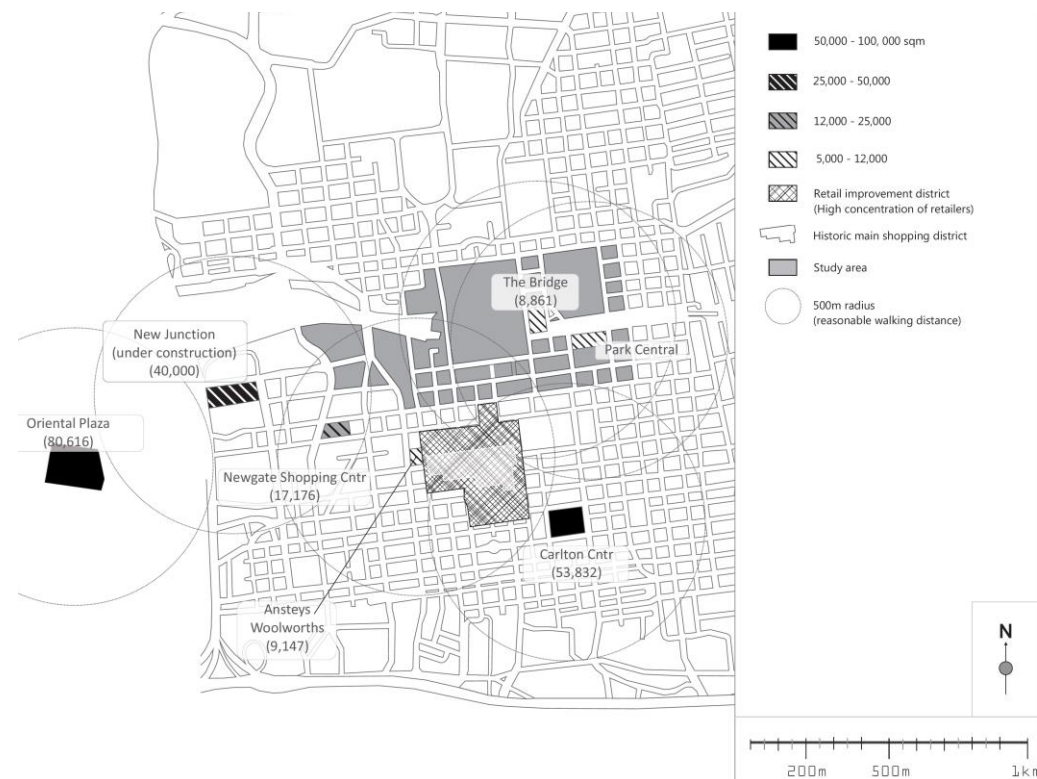 The Bridge
(8,861)
New Junction
(under construction)
(40,000)
Park Central
Oriental Plaza
(80,616)
Newgate Shopping Cntr
(17,176)
Carlton Cntr
(53,832)
Ansteys
Woolworths
(9,147)
50,000 - 100, 000 sqm
25,000 - 50,000
12,000 - 25,000
5,000 - 12,000
Retail improvement district
(High concentration of retailers)
Historic main shopping district
Study area
500m radius
(reasonable walking distance)
N
200m
500m
1km